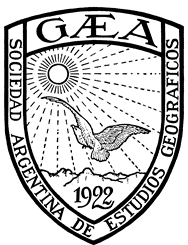 GÆA
SOCIEDAD ARGENTINA DE ESTUDIOS GEOGRAFICOS
1922